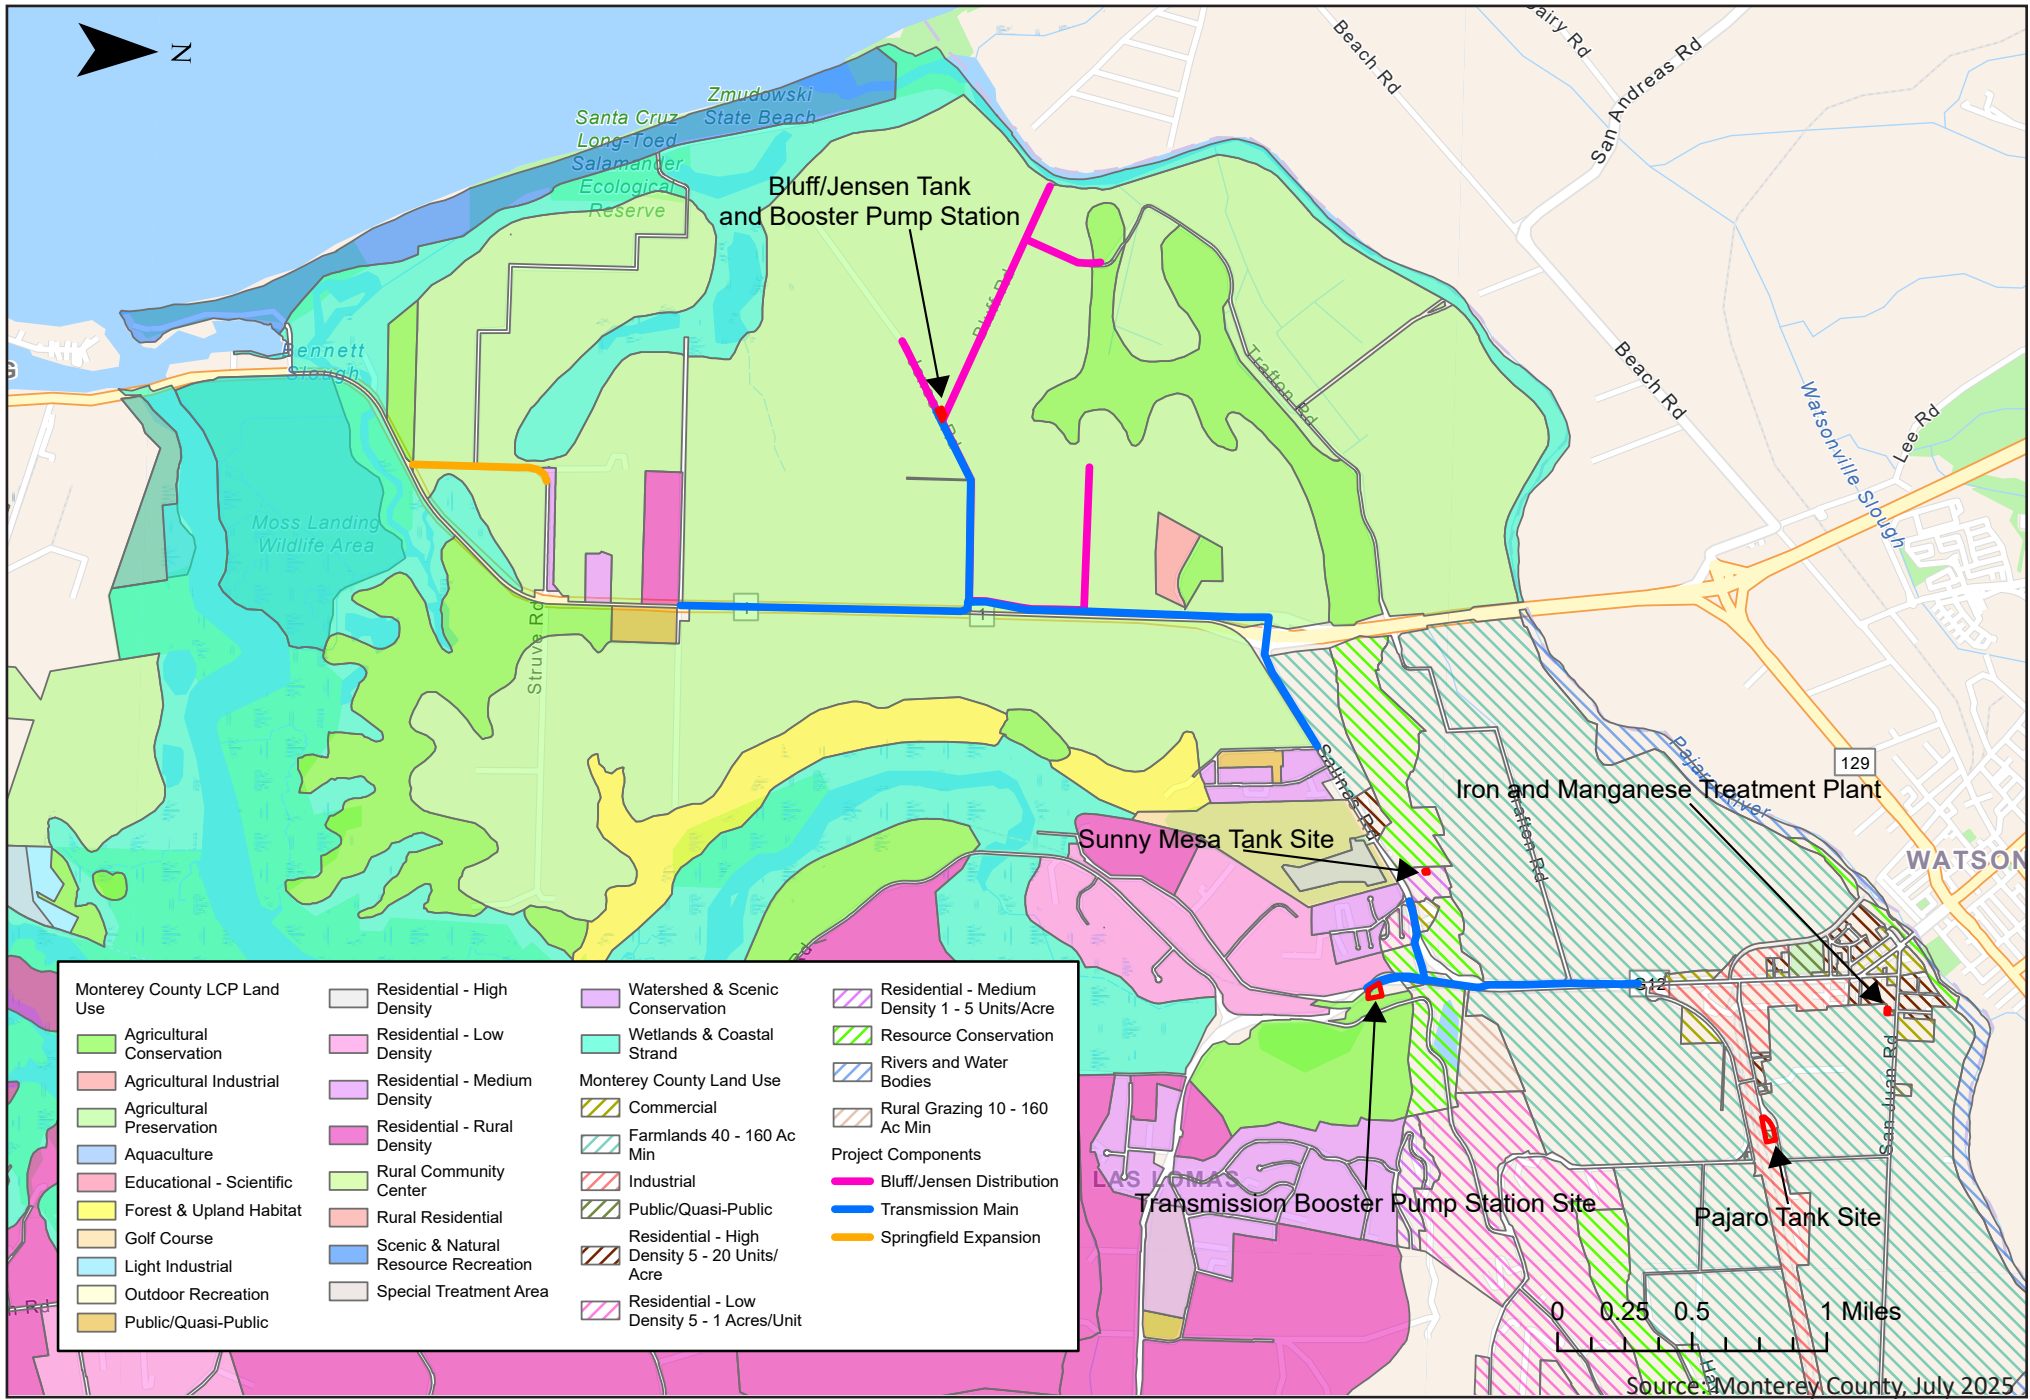 N
Zmudowski
State Beach
Santa Cruz
Long-Toed
Salamander
Ecological
Reserve
Bluff/Jensen Tank
and Booster Pump Station
Beach Rd
Dairy Rd
San Andreas Rd
Bluff Rd
Bennett
Slough
Trafton Rd
Beach Rd
Lee Rd
Watsonville Slough
Moss Landing
Wildlife Area
Struve Rd
1
1
Salinas Rd
Pajaro River
129
Iron and Manganese Treatment Plant
Trafton Rd
Sunny Mesa Tank Site
WATSON
Rd
G12
San Juan Rd
LAS LOMAS
Transmission Booster Pump Station Site
Pajaro Tank Site
Rd
Monterey County LCP Land
Use
Agricultural
Conservation
Agricultural Industrial
Agricultural
Preservation
Aquaculture
Educational - Scientific
Forest & Upland Habitat
Golf Course
Light Industrial
Outdoor Recreation
Public/Quasi-Public
Residential - High
Density
Residential - Low
Density
Residential - Medium
Density
Residential - Rural
Density
Rural Community
Center
Rural Residential
Scenic & Natural
Resource Recreation
Special Treatment Area
Watershed & Scenic
Conservation
Wetlands & Coastal
Strand
Monterey County Land Use
Commercial
Farmlands 40 - 160 Ac
Min
Industrial
Public/Quasi-Public
Residential - High
Density 5 - 20 Units/
Acre
Residential - Low
Density 5 - 1 Acres/Unit
Residential - Medium
Density 1 - 5 Units/Acre
Resource Conservation
Rivers and Water
Bodies
Rural Grazing 10 - 160
Ac Min
Project Components
Bluff/Jensen Distribution
Transmission Main
Springfield Expansion
0 0.25 0.5 1 Miles
Source: Monterey County, July 2025